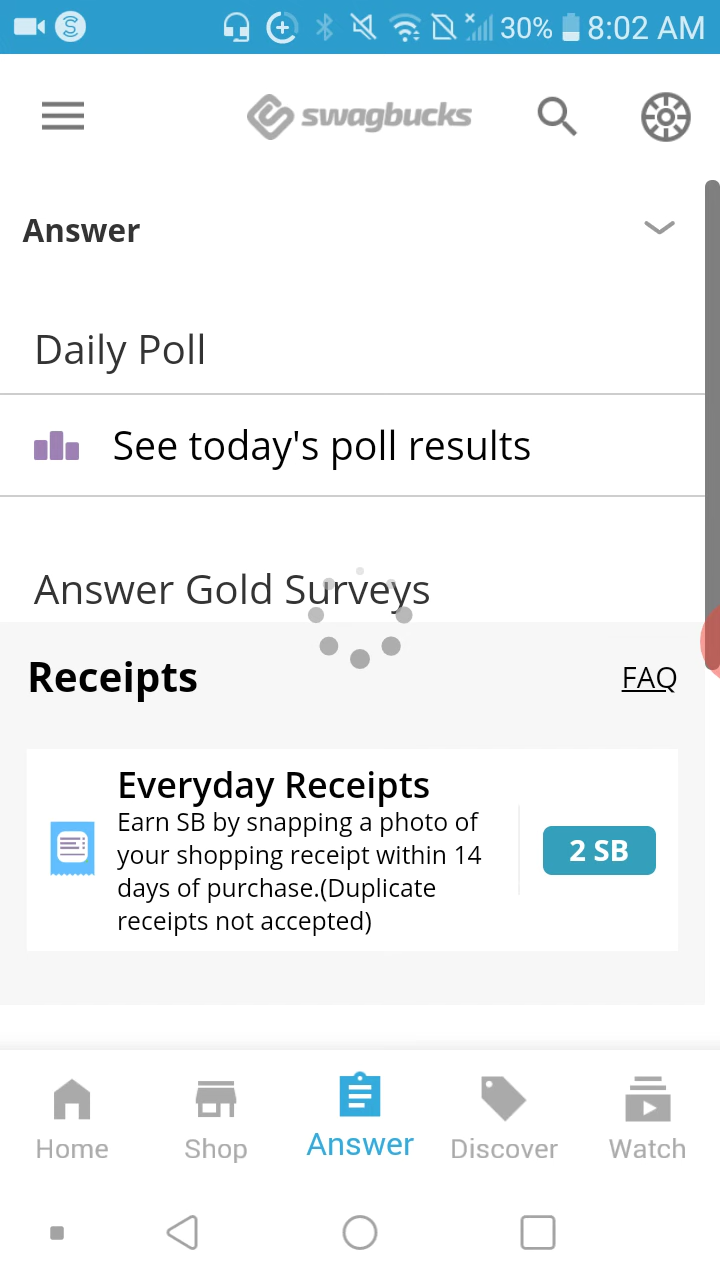 30% 8:02 AM
swagbucks
Answer
Daily Poll
See today's poll results
Answer Gold Surveys
Receipts FAQ
Everyday Receipts
Earn SB by snapping a photo of
your shopping receipt within 14
days of purchase.(Duplicate
receipts not accepted)
2 SB
Home Shop Answer Discover Watch